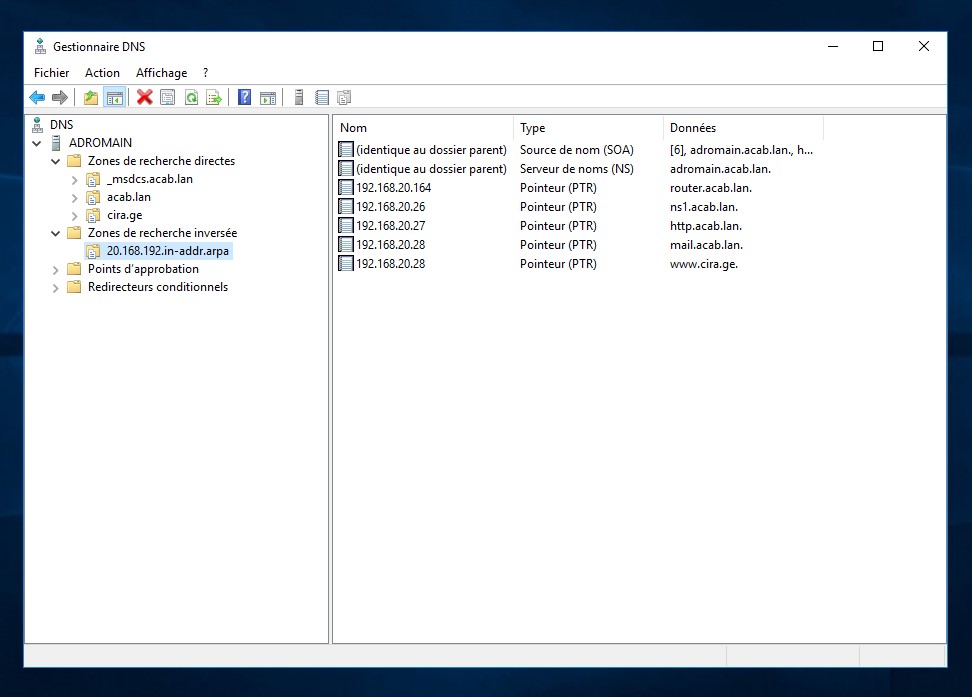 Gestionnaire DNS
Fichier Action Affichage ?
DNS
ADROMAIN
Zones de recherche directes
_msdcs.acab.lan
acab.lan
cira.ge
Zones de recherche inversée
20.168.192.in-addr.arpa
Points d'approbation
Redirecteurs conditionnels
Nom Type Données
(identique au dossier parent) Source de nom (SOA) [6], adromain.acab.lan., h...
(identique au dossier parent) Serveur de noms (NS) adromain.acab.lan.
192.168.20.164 Pointeur (PTR) router.acab.lan.
192.168.20.26 Pointeur (PTR) ns1.acab.lan.
192.168.20.27 Pointeur (PTR) http.acab.lan.
192.168.20.28 Pointeur (PTR) mail.acab.lan.
192.168.20.28 Pointeur (PTR) www.cira.ge.